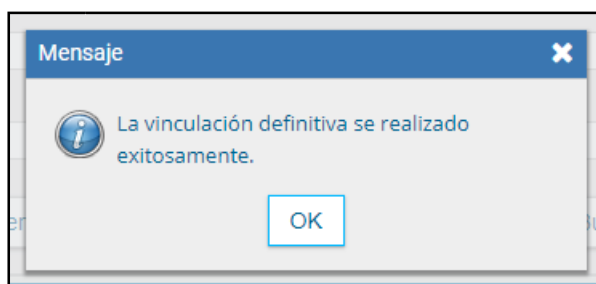 Mensaje
La vinculación definitiva se realizado
exitosamente.
OK